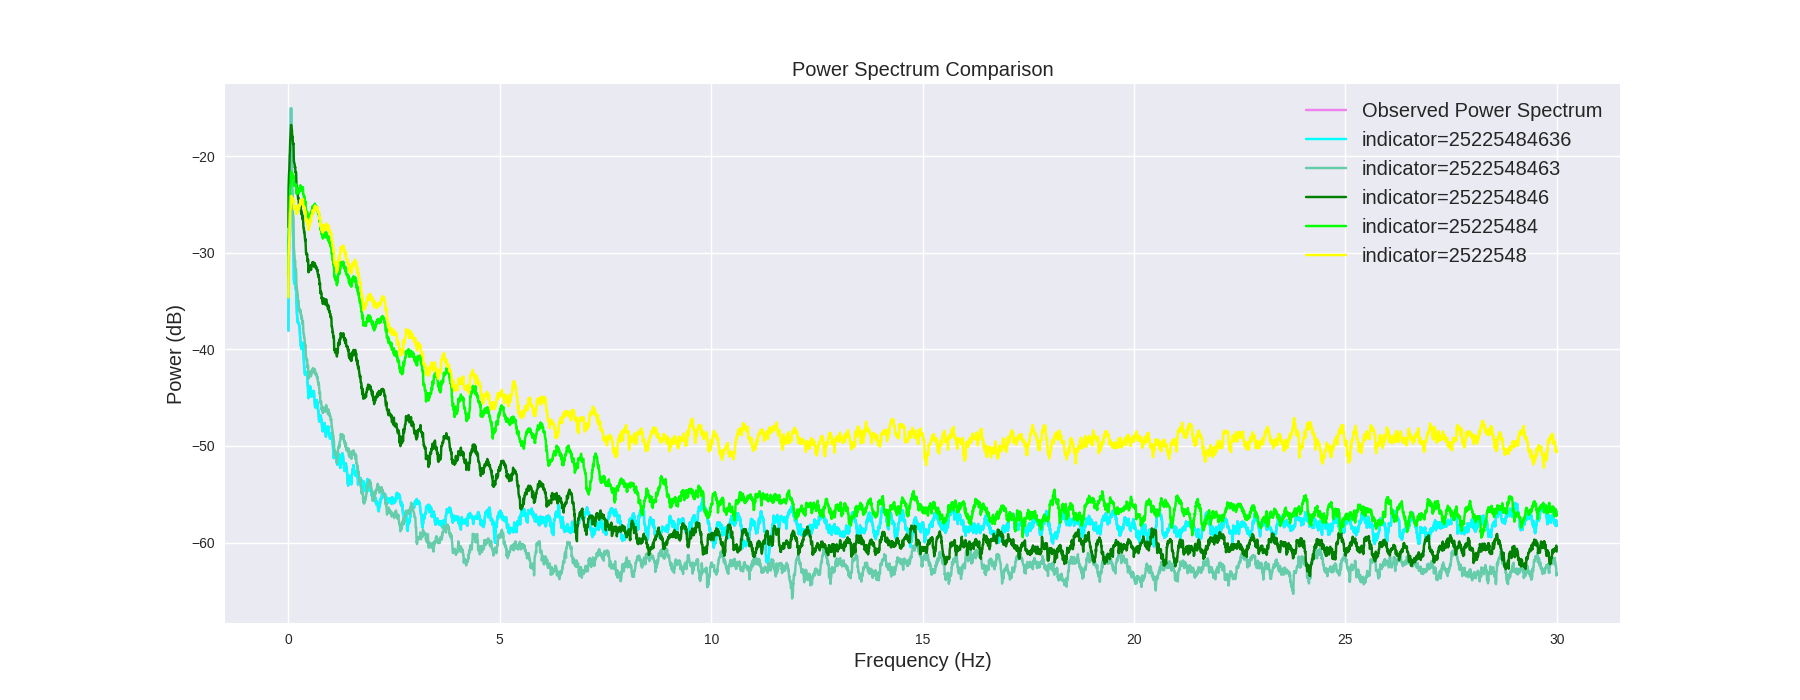 Power Spectrum Comparison
Observed Power Spectrum
indicator=25225484636
indicator=2522548463
indicator=252254846
indicator=25225484
indicator=2522548
Power (dB)
−20
−30
−40
−50
−60
0 5 10 15 20 25 30
Frequency (Hz)